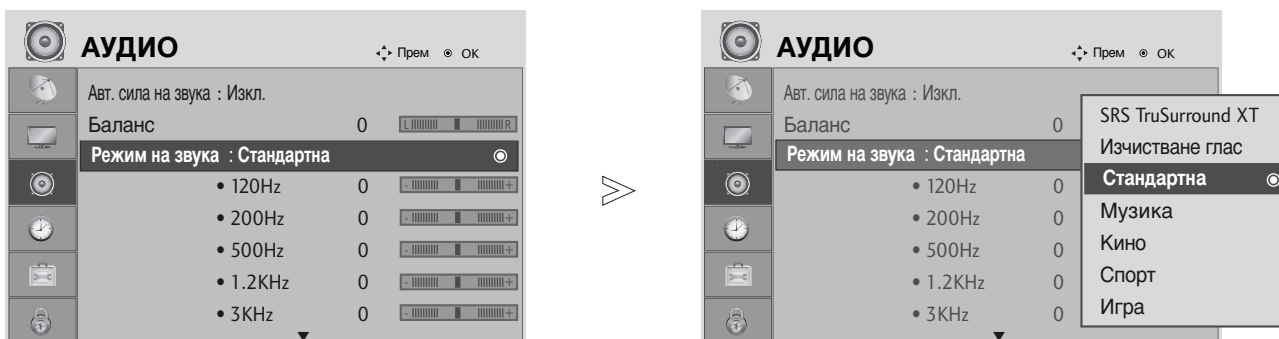 АУДИО
Прем OK
Авт. сила на звука : Изкл.
Баланс 0 L R
Режим на звука : Стандартна
• 120Hz 0 - +
• 200Hz 0 - +
• 500Hz 0 - +
• 1.2KHz 0 - +
• 3KHz 0 - +
АУДИО
Прем OK
Авт. сила на звука : Изкл.
Баланс 0
Режим на звука : Стандартна
• 120Hz 0
• 200Hz 0
• 500Hz 0
• 1.2KHz 0
• 3KHz 0
SRS TruSurround XT
Изчистване глас
Стандартна
Музика
Кино
Спорт
Игра